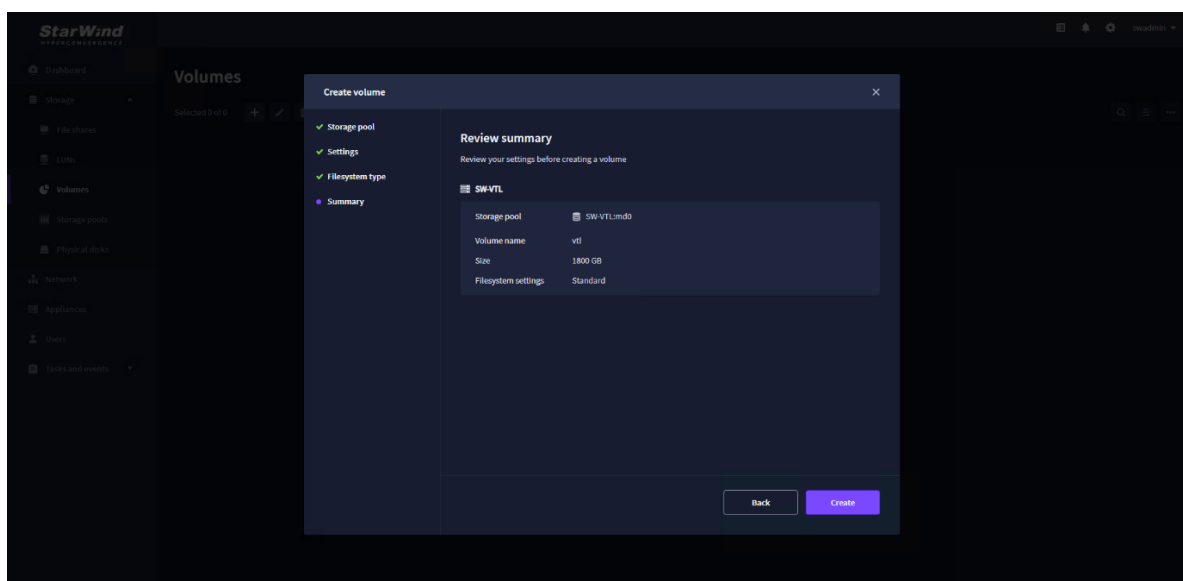 StarWind
HYPERCONVERGENCE
swadmin
Dashboard
Storage
File shares
LUNs
Volumes
Storage pools
Physical disks
Network
Appliances
Users
Tasks and events
Volumes
Selected 0 of 0
Create volume
Storage pool
Settings
Filesystem type
Summary
Review summary
Review your settings before creating a volume
SW-VTL
Storage pool SW-VTL:md0
Volume name vtl
Size 1800 GB
Filesystem settings Standard
Back Create